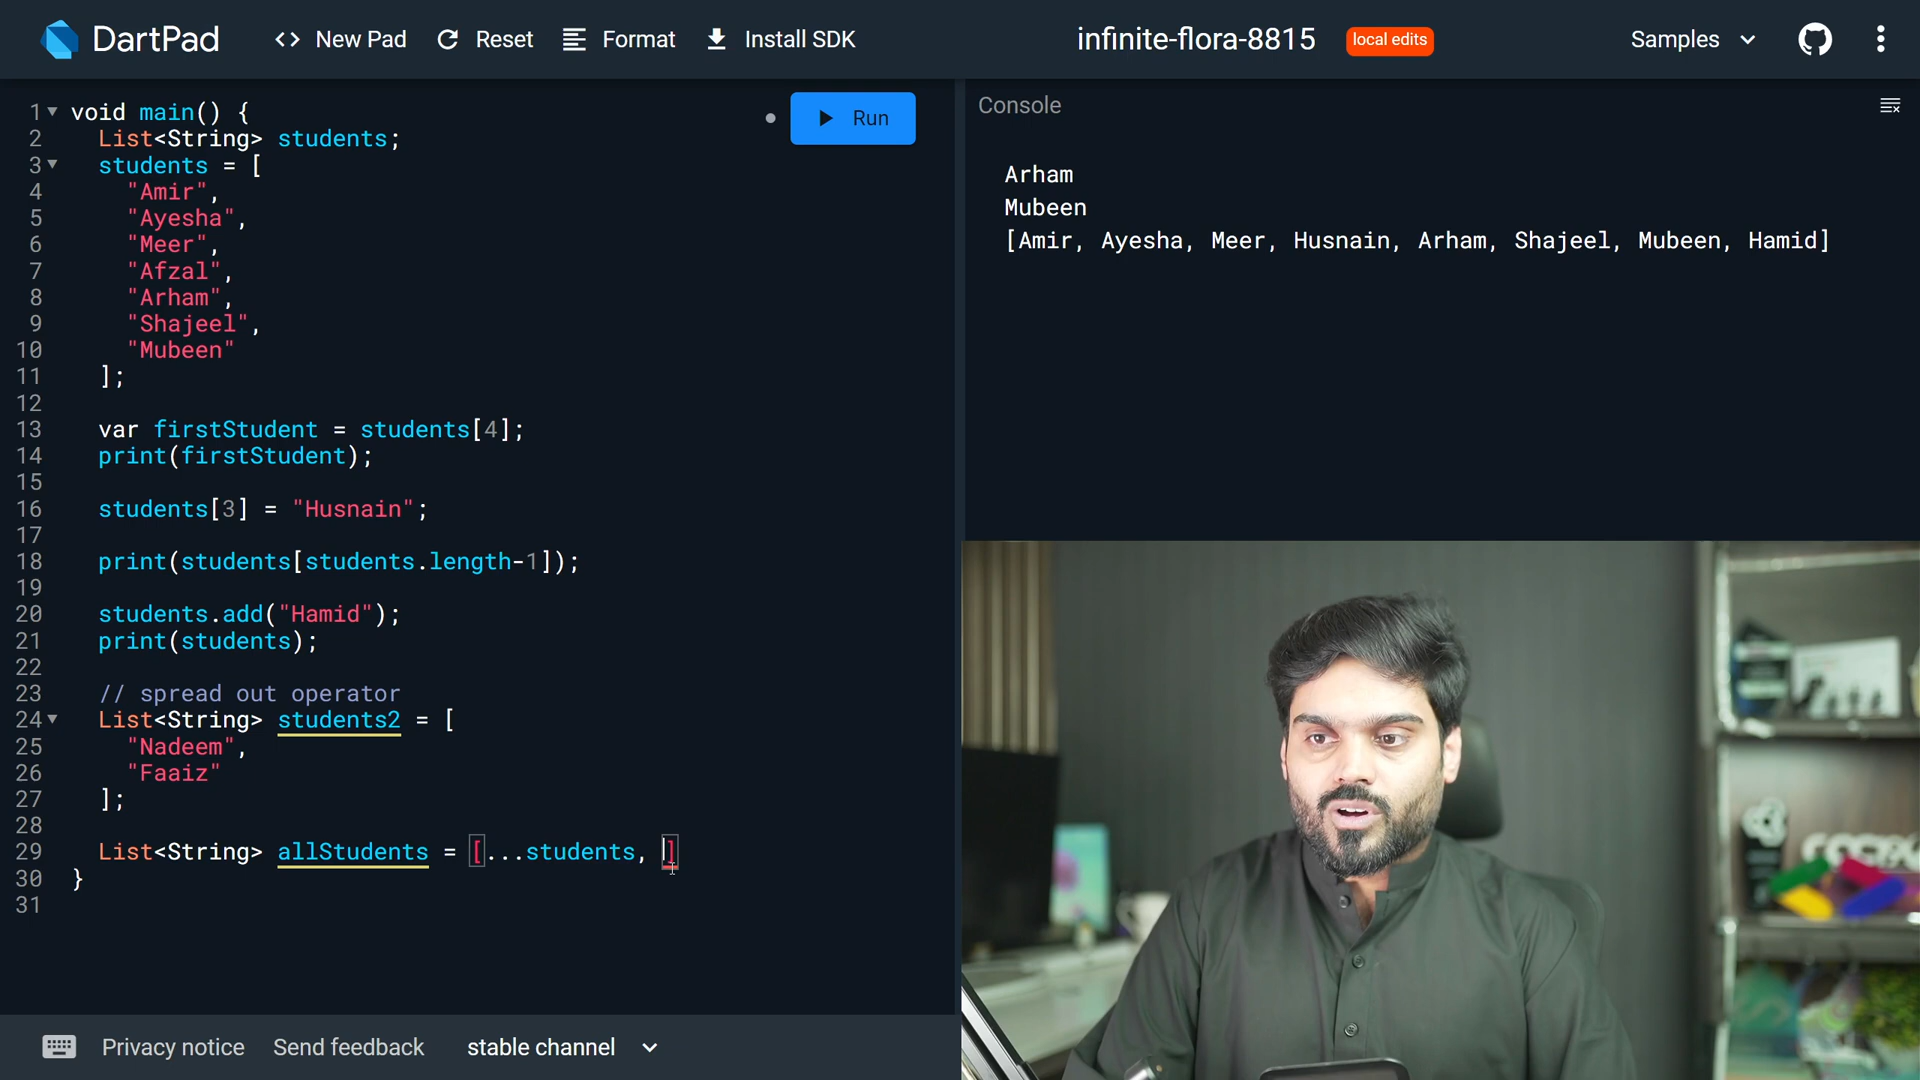 DartPad
<> New Pad
Reset
Format
Install SDK
infinite-flora-8815
local edits
Samples
1 void main() {
2 List<String> students;
3 students = [
4 "Amir",
5 "Ayesha",
6 "Meer",
7 "Afzal",
8 "Arham",
9 "Shajeel",
10 "Mubeen"
11 ];
12
13 var firstStudent = students[4];
14 print(firstStudent);
15
16 students[3] = "Husnain";
17
18 print(students[students.length-1]);
19
20 students.add("Hamid");
21 print(students);
22
23 // spread out operator
24 List<String> students2 = [
25 "Nadeem",
26 "Faaiz"
27 ];
28
29 List<String> allStudents = [...students, ]
30 }
31
Run
Console
Arham
Mubeen
[Amir, Ayesha, Meer, Husnain, Arham, Shajeel, Mubeen, Hamid]
Privacy notice
Send feedback
stable channel